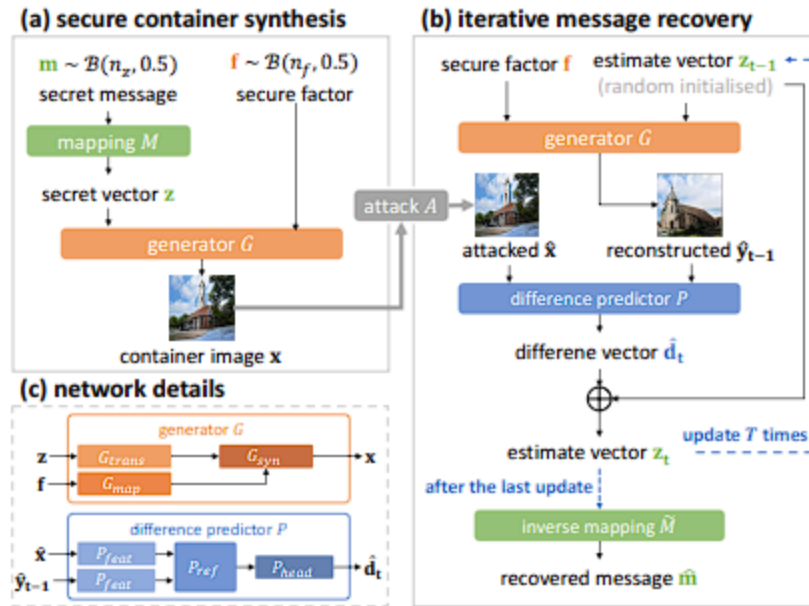 (a) secure container synthesis
m ~ B(n_z, 0.5)
f ~ B(n_f, 0.5)
secret message
secure factor
mapping M
secret vector z
generator G
container image x
attack A
(b) iterative message recovery
secure factor f
estimate vector z_{t−1}
(random initialised)
generator G
attacked x̂
reconstructed ŷ_{t−1}
difference predictor P
differene vector d̂_t
estimate vector z_t
update T times
after the last update
inverse mapping M̃
recovered message m̂
(c) network details
generator G
z
G_trans
G_syn
x
f
G_map
difference predictor P
x̂
P_feat
P_ref
P_head
d̂_t
ŷ_{t−1}
P_feat